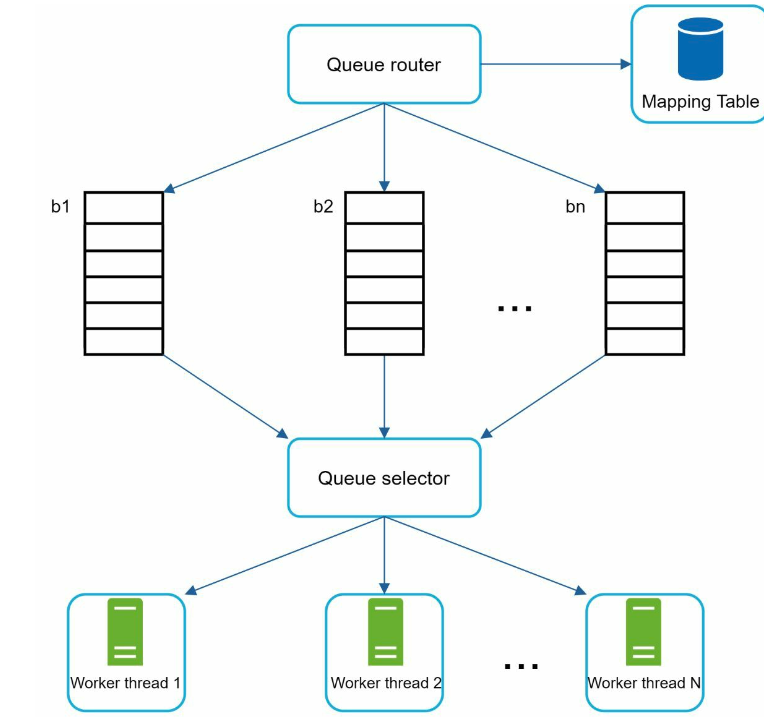 Queue router
Mapping Table
b1
b2
bn
...
Queue selector
Worker thread 1
Worker thread 2
...
Worker thread N